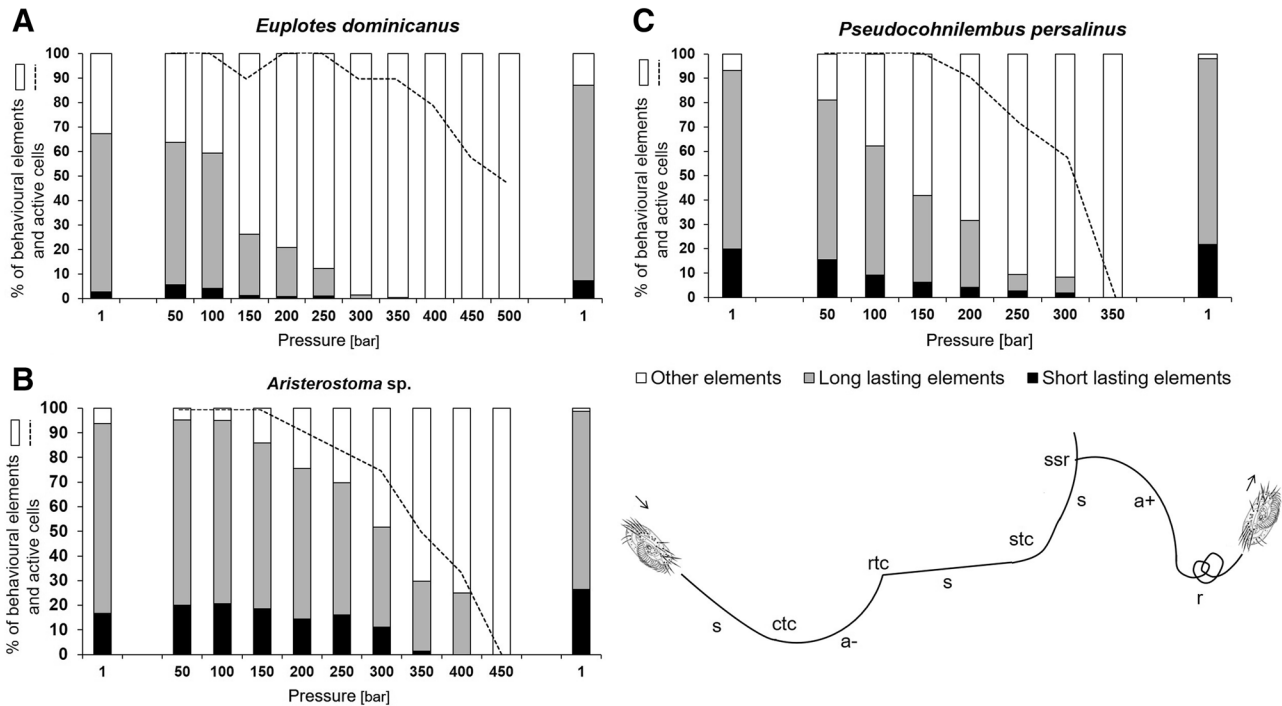 A
Euplotes dominicanus
% of behavioural elements
and active cells
100
90
80
70
60
50
40
30
20
10
0
1 50 100 150 200 250 300 350 400 450 500 1
Pressure [bar]
B
Aristerostoma sp.
% of behavioural elements
and active cells
100
90
80
70
60
50
40
30
20
10
0
1 50 100 150 200 250 300 350 400 450 1
Pressure [bar]
C
Pseudocohnilembus persalinus
% of behavioural elements
and active cells
100
90
80
70
60
50
40
30
20
10
0
1 50 100 150 200 250 300 350 1
Pressure [bar]
Other elements Long lasting elements Short lasting elements
s
ctc
a-
rtc
s
stc
s
ssr
a+
r